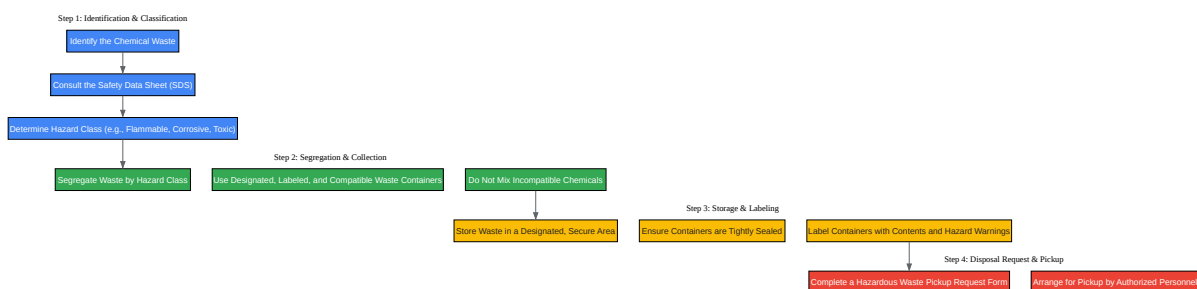 Step 1: Identification & Classification
Identify the Chemical Waste
Consult the Safety Data Sheet (SDS)
Determine Hazard Class (e.g., Flammable, Corrosive, Toxic)
Step 2: Segregation & Collection
Segregate Waste by Hazard Class
Use Designated, Labeled, and Compatible Waste Containers
Do Not Mix Incompatible Chemicals
Step 3: Storage & Labeling
Store Waste in a Designated, Secure Area
Ensure Containers are Tightly Sealed
Label Containers with Contents and Hazard Warnings
Step 4: Disposal Request & Pickup
Complete a Hazardous Waste Pickup Request Form
Arrange for Pickup by Authorized Personnel